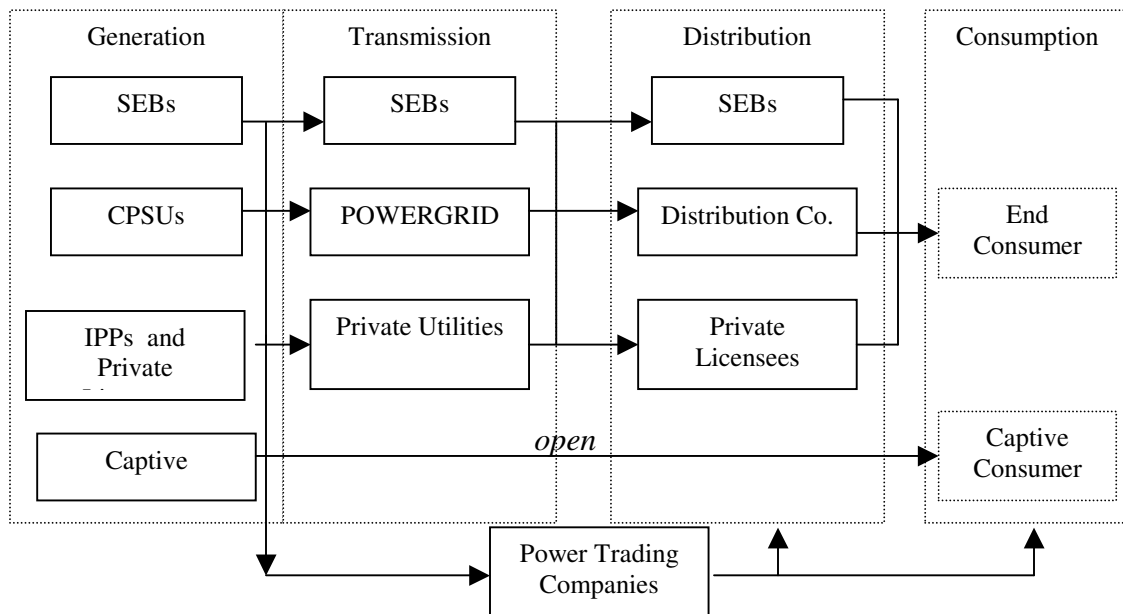 Generation
Transmission
Distribution
Consumption
SEBs
SEBs
SEBs
CPSUs
POWERGRID
Distribution Co.
End
Consumer
IPPs and
Private
Private Utilities
Private
Licensees
Captive
open
Captive
Consumer
Power Trading
Companies